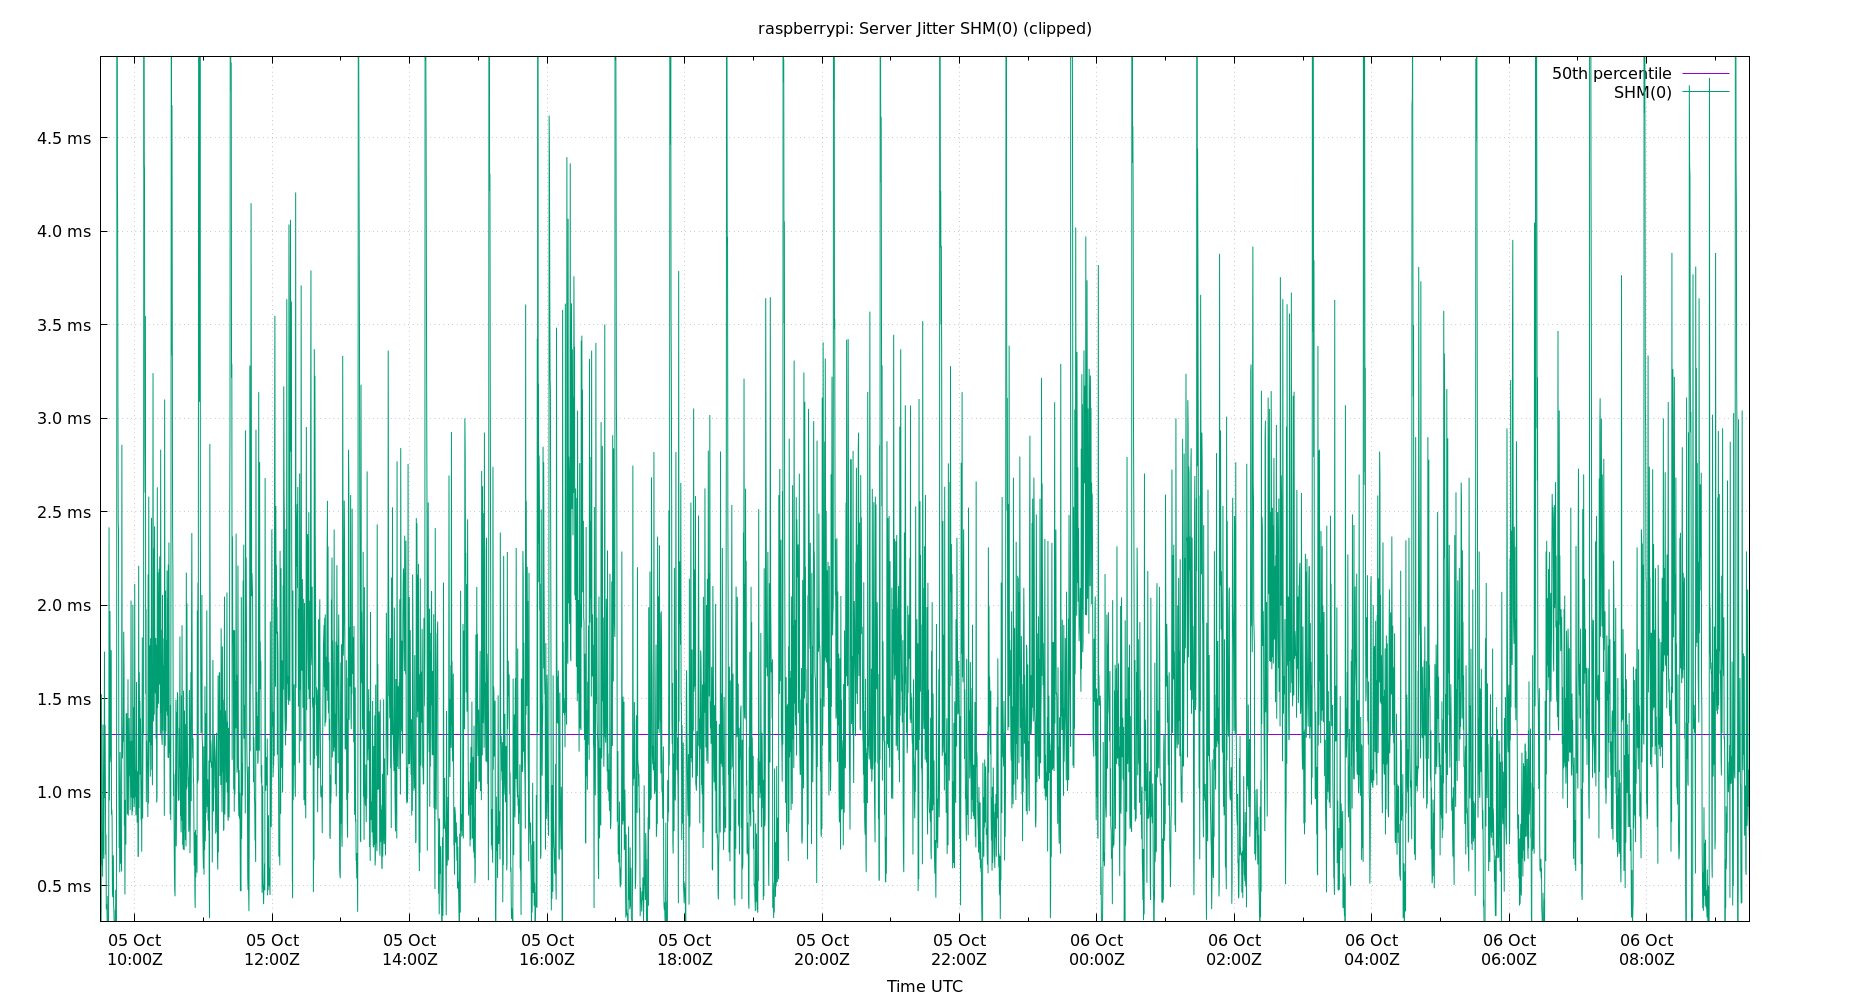 raspberrypi: Server Jitter SHM(0) (clipped)
50th percentile
SHM(0)
4.5 ms
4.0 ms
3.5 ms
3.0 ms
2.5 ms
2.0 ms
1.5 ms
1.0 ms
0.5 ms
05 Oct 05 Oct 05 Oct 05 Oct 05 Oct 05 Oct 05 Oct 06 Oct 06 Oct 06 Oct 06 Oct 06 Oct
10:00Z 12:00Z 14:00Z 16:00Z 18:00Z 20:00Z 22:00Z 00:00Z 02:00Z 04:00Z 06:00Z 08:00Z
Time UTC